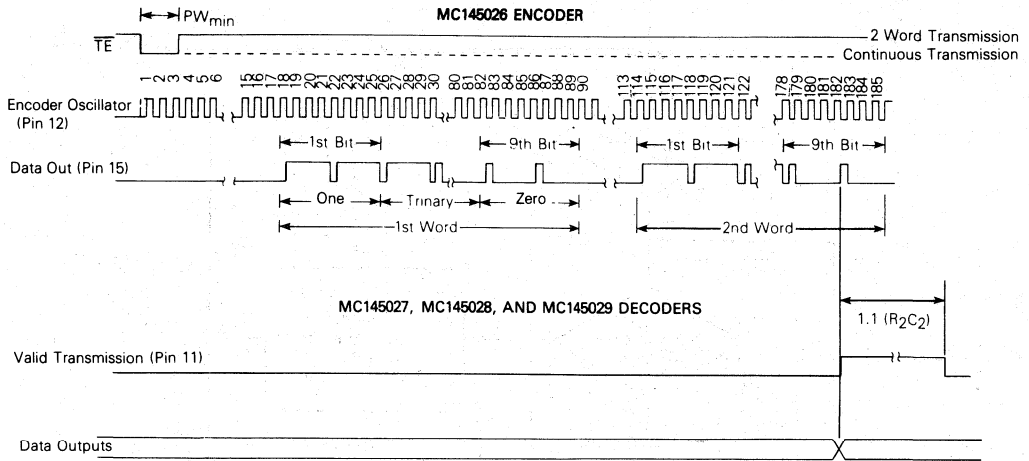 MC145026 ENCODER
PWmin
TE
2 Word Transmission
Continuous Transmission
1 2 3 4 5 6 15 16 17 18 19 20 21 22 23 24 25 26 27 28 29 30 80 81 82 83 84 85 86 87 88 89 90 113 114 115 116 117 118 119 120 121 122 178 179 180 181 182 183 184 185
Encoder Oscillator
(Pin 12)
1st Bit 9th Bit 1st Bit 9th Bit
Data Out (Pin 15)
One Trinary Zero
1st Word 2nd Word
MC145027, MC145028, AND MC145029 DECODERS
1.1 (R2C2)
Valid Transmission (Pin 11)
Data Outputs